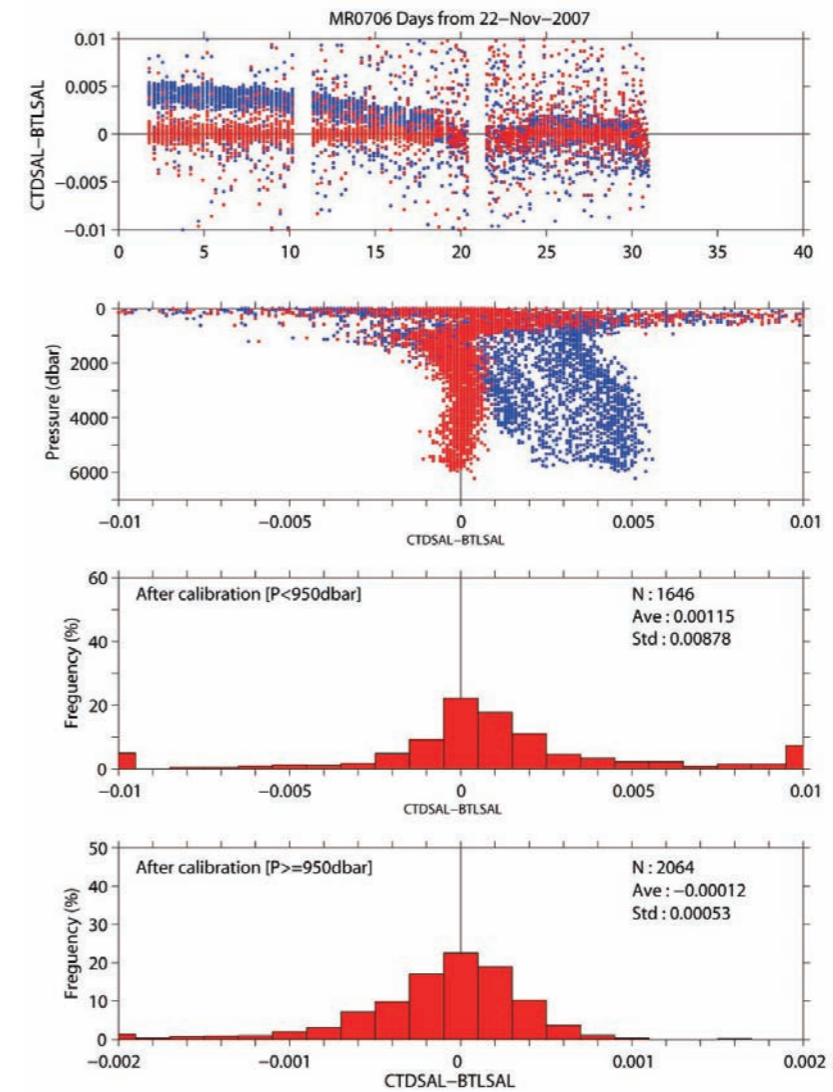 MR0706 Days from 22−Nov−2007
CTDSAL−BTLSAL
0.01
0.005
0
−0.005
−0.01
0 5 10 15 20 25 30 35 40
Pressure (dbar)
0
2000
4000
6000
−0.01 −0.005 0 0.005 0.01
CTDSAL−BTLSAL
Freguency (%)
60
40
20
0
After calibration [P<950dbar]
N : 1646
Ave : 0.00115
Std : 0.00878
−0.01 −0.005 0 0.005 0.01
CTDSAL−BTLSAL
Freguency (%)
50
40
30
20
10
0
After calibration [P>=950dbar]
N : 2064
Ave : −0.00012
Std : 0.00053
−0.002 −0.001 0 0.001 0.002
CTDSAL−BTLSAL